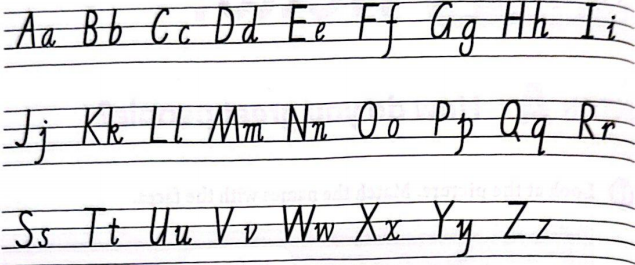 Aa Bb Cc Dd Ee Ff Gg Hh Ii
Jj Kk Ll Mm Nn Oo Pp Qq Rr
Ss Tt Uu Vv Ww Xx Yy Zz